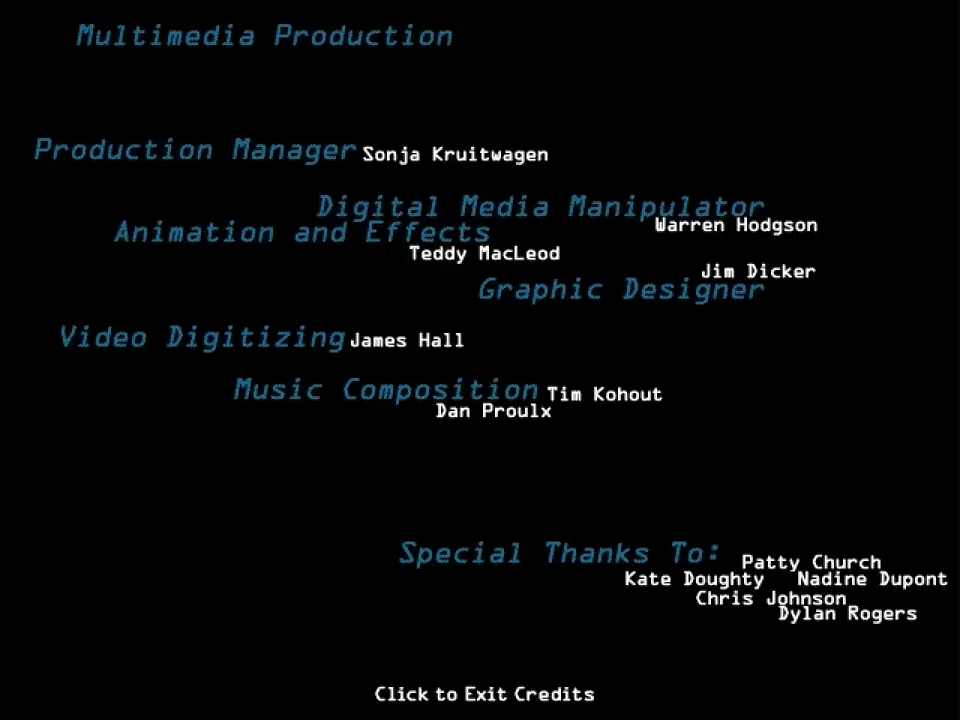 Multimedia Production
Production Manager Sonja Kruitwagen
Digital Media Manipulator
Warren Hodgson
Animation and Effects
Teddy MacLeod
Jim Dicker
Graphic Designer
Video Digitizing James Hall
Music Composition Tim Kohout
Dan Proulx
Special Thanks To: Patty Church
Kate Doughty Nadine Dupont
Chris Johnson
Dylan Rogers
Click to Exit Credits